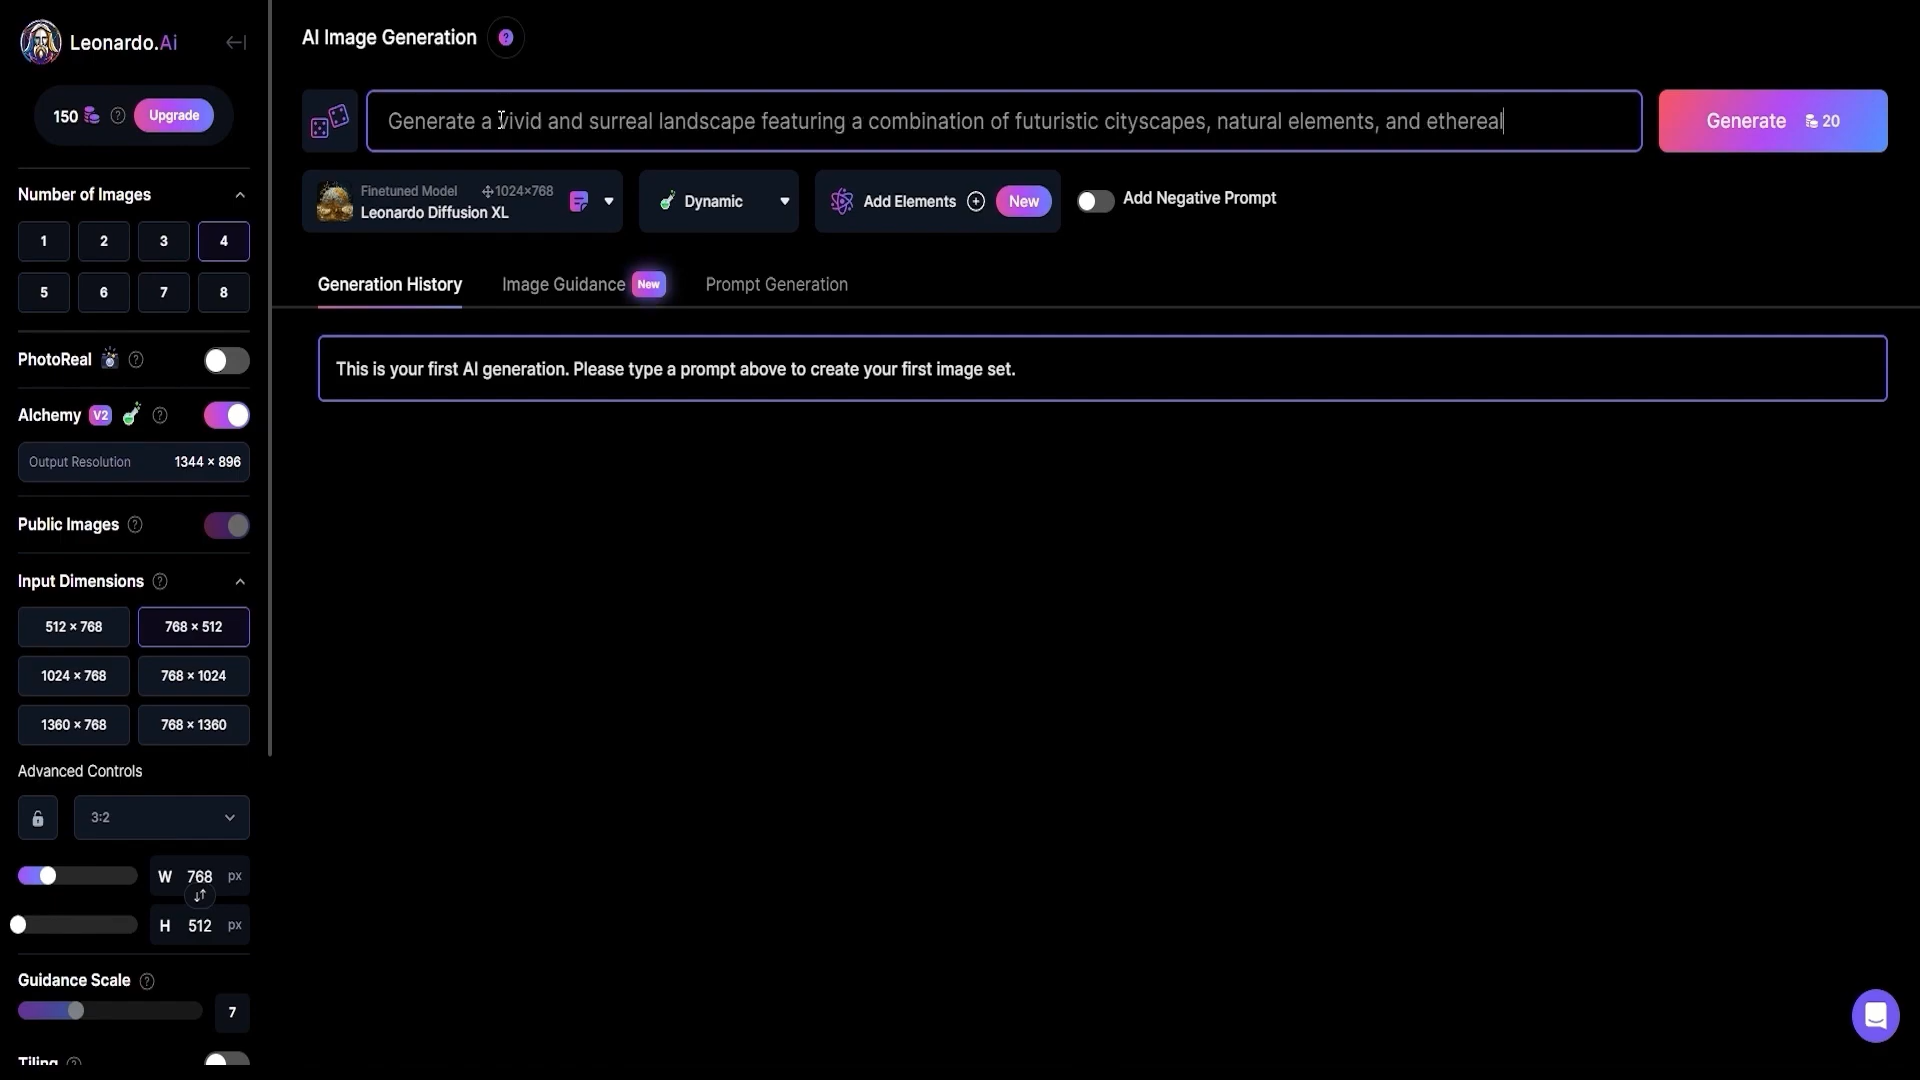 Leonardo.Ai
150 Upgrade
Number of Images
1 2 3 4
5 6 7 8
PhotoReal
Alchemy V2
Output Resolution 1344 × 896
Public Images
Input Dimensions
512 × 768 768 × 512
1024 × 768 768 × 1024
1360 × 768 768 × 1360
Advanced Controls
3:2
W 768 px
H 512 px
Guidance Scale
7
Tiling
AI Image Generation ?
Generate a vivid and surreal landscape featuring a combination of futuristic cityscapes, natural elements, and ethereal
Generate 20
Finetuned Model 1024×768
Leonardo Diffusion XL
Dynamic
Add Elements New
Add Negative Prompt
Generation History Image Guidance New Prompt Generation
This is your first AI generation. Please type a prompt above to create your first image set.